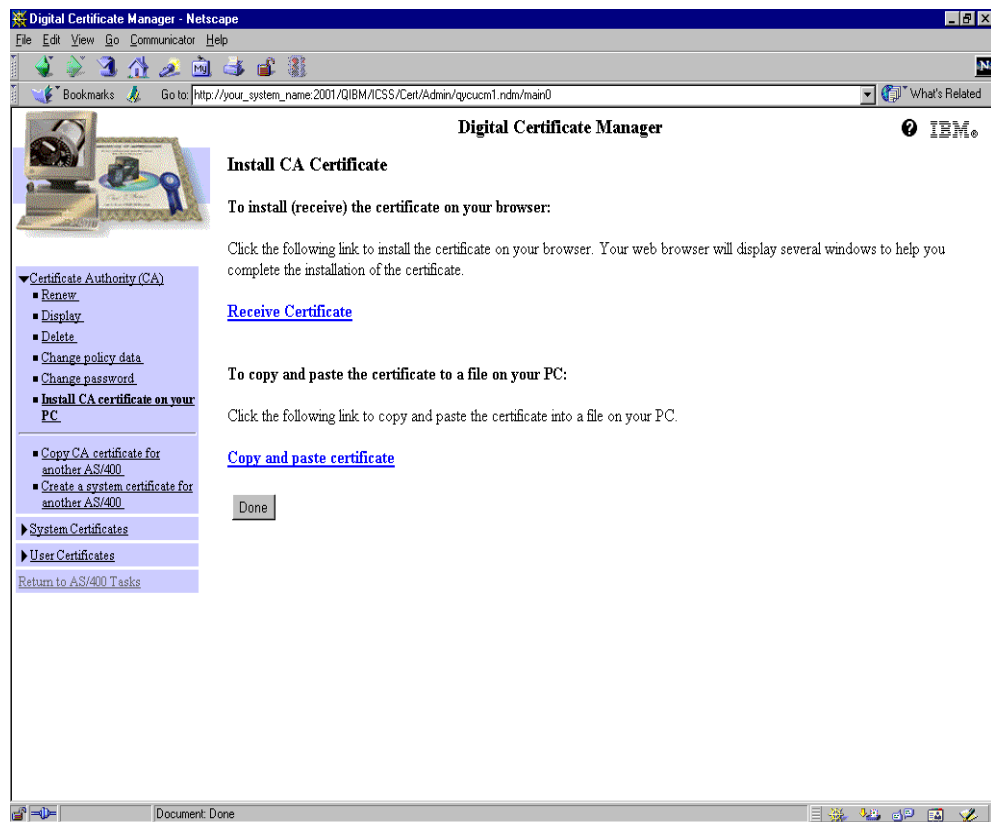 Digital Certificate Manager - Netscape
File Edit View Go Communicator Help
My
N
Bookmarks Go to: http://your_system_name:2001/QIBM/ICSS/Cert/Admin/qycucm1.ndm/main0 What's Related
Digital Certificate Manager
IBM
Install CA Certificate
To install (receive) the certificate on your browser:
Click the following link to install the certificate on your browser. Your web browser will display several windows to help you
complete the installation of the certificate.
Receive Certificate
To copy and paste the certificate to a file on your PC:
Click the following link to copy and paste the certificate into a file on your PC.
Copy and paste certificate
Done
Certificate Authority (CA)
Renew
Display
Delete
Change policy data
Change password
Install CA certificate on your
PC
Copy CA certificate for
another AS/400
Create a system certificate for
another AS/400
System Certificates
User Certificates
Return to AS/400 Tasks
Document: Done